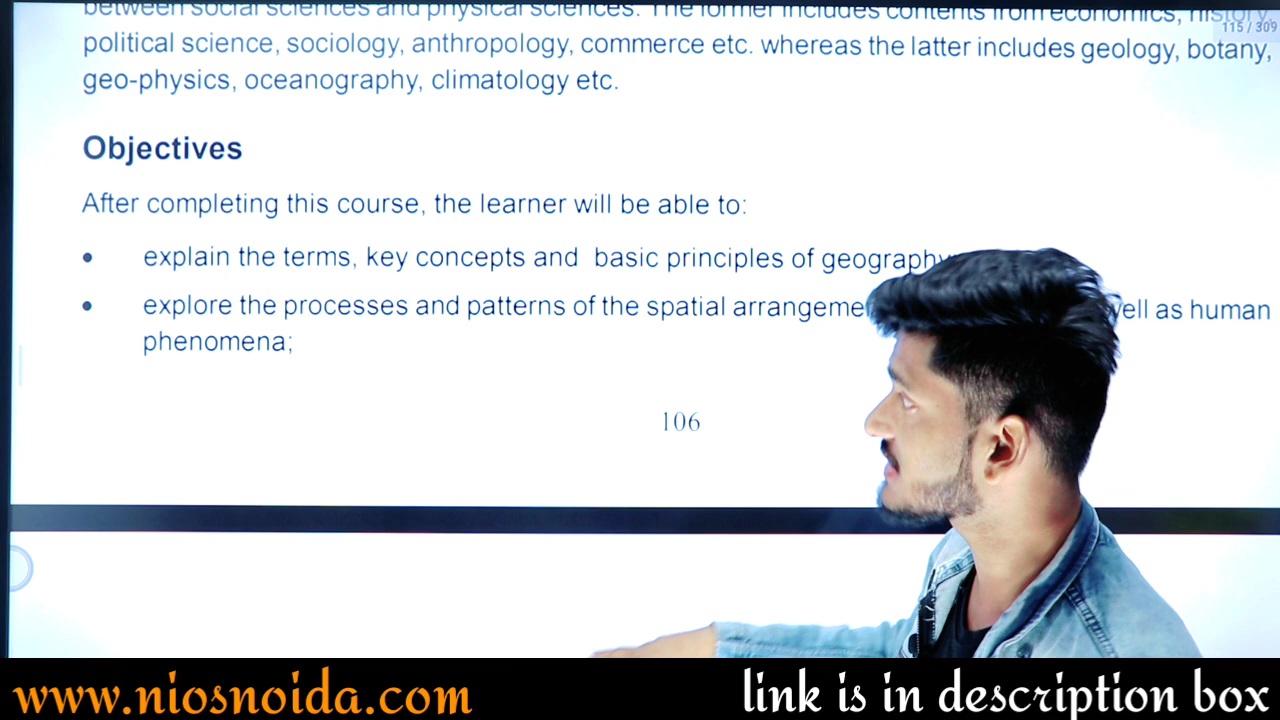 between social sciences and physical sciences. The former includes contents from economics, history,
115 / 309
political science, sociology, anthropology, commerce etc. whereas the latter includes geology, botany,
geo-physics, oceanography, climatology etc.
Objectives
After completing this course, the learner will be able to:
• explain the terms, key concepts and basic principles of geography
• explore the processes and patterns of the spatial as human
phenomena;
106
www.niosnoida.com
link is in description box